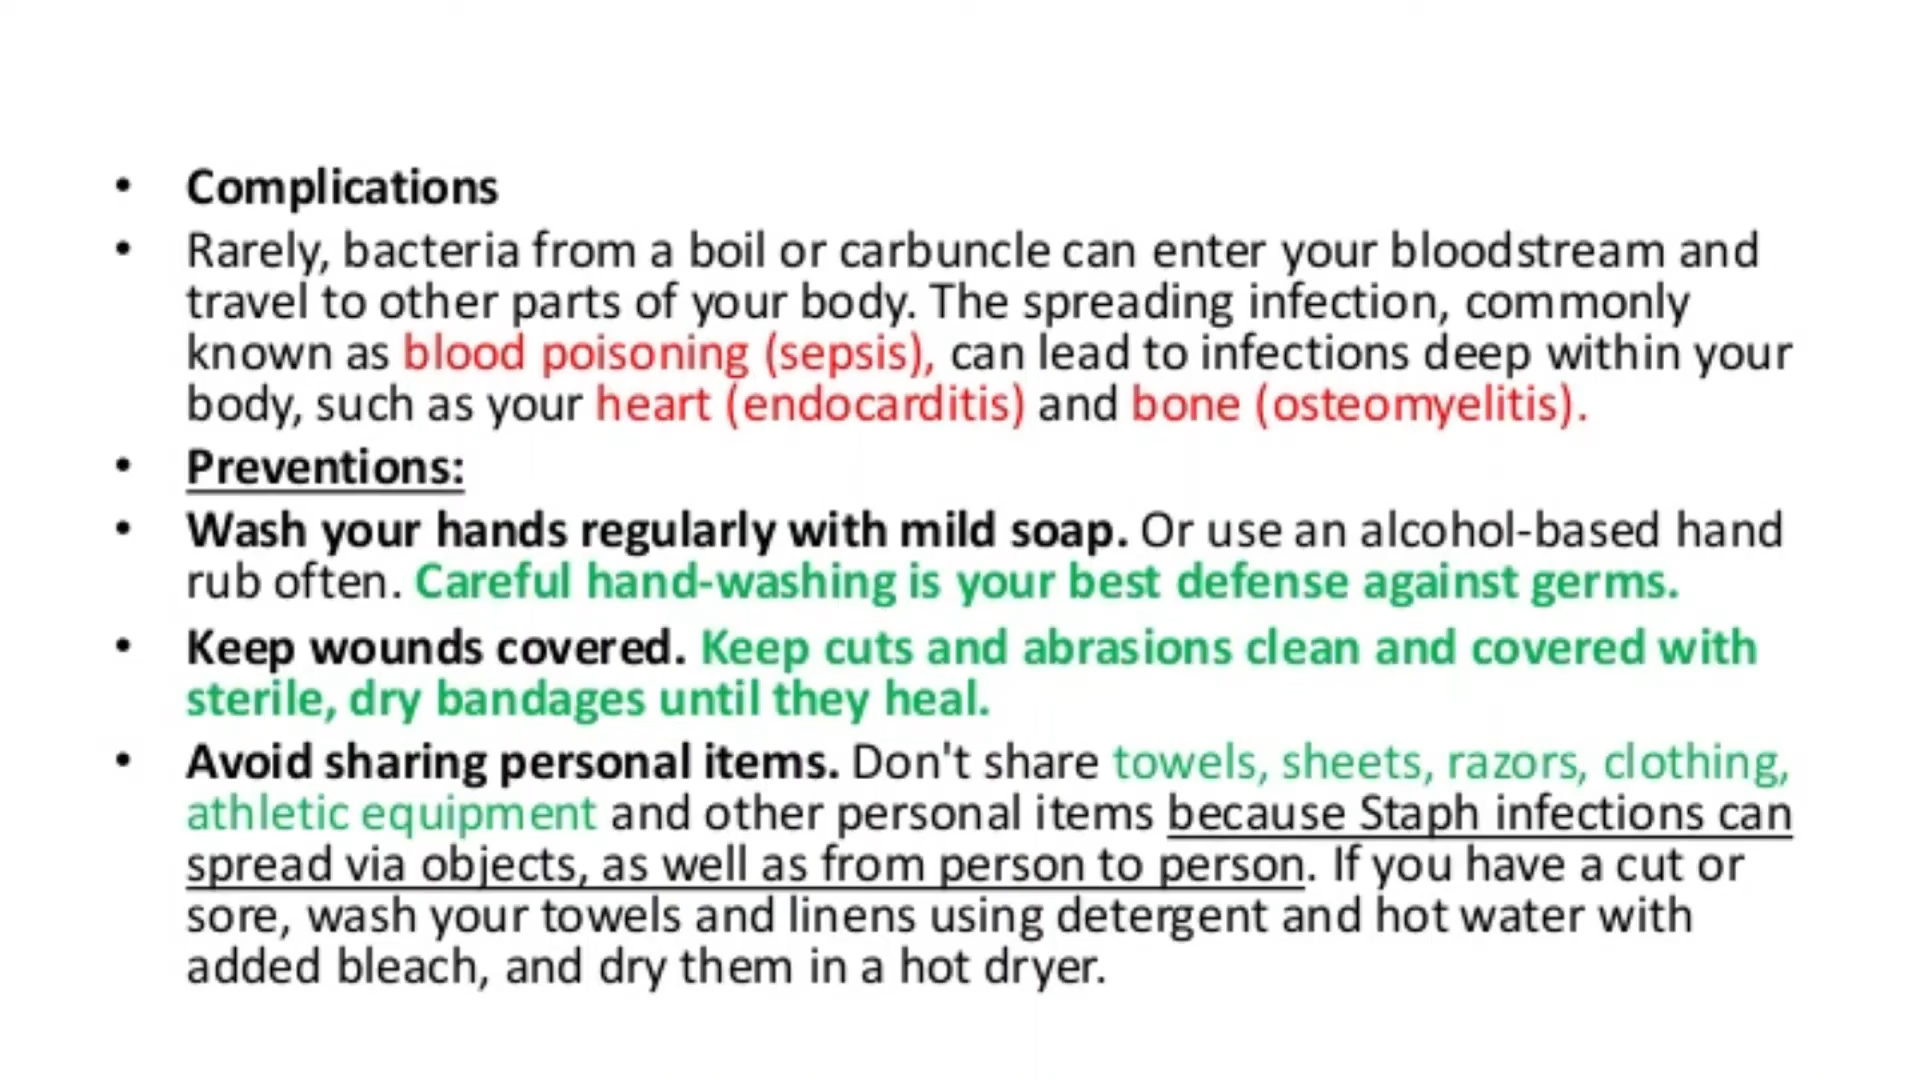 • Complications
• Rarely, bacteria from a boil or carbuncle can enter your bloodstream and
travel to other parts of your body. The spreading infection, commonly
known as blood poisoning (sepsis), can lead to infections deep within your
body, such as your heart (endocarditis) and bone (osteomyelitis).
• Preventions:
• Wash your hands regularly with mild soap. Or use an alcohol-based hand
rub often. Careful hand-washing is your best defense against germs.
• Keep wounds covered. Keep cuts and abrasions clean and covered with
sterile, dry bandages until they heal.
• Avoid sharing personal items. Don't share towels, sheets, razors, clothing,
athletic equipment and other personal items because Staph infections can
spread via objects, as well as from person to person. If you have a cut or
sore, wash your towels and linens using detergent and hot water with
added bleach, and dry them in a hot dryer.